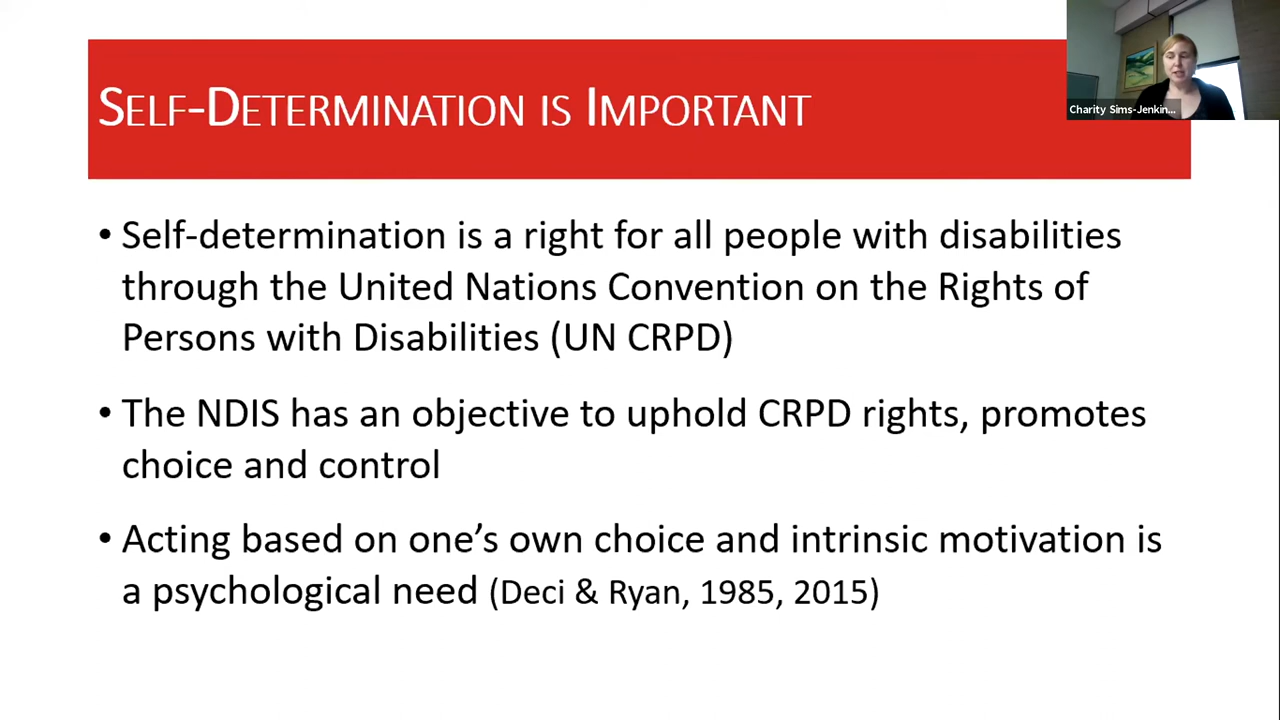 Self-Determination is Important
Charity Sims-Jenkin...
• Self-determination is a right for all people with disabilities
through the United Nations Convention on the Rights of
Persons with Disabilities (UN CRPD)
• The NDIS has an objective to uphold CRPD rights, promotes
choice and control
• Acting based on one’s own choice and intrinsic motivation is
a psychological need (Deci & Ryan, 1985, 2015)